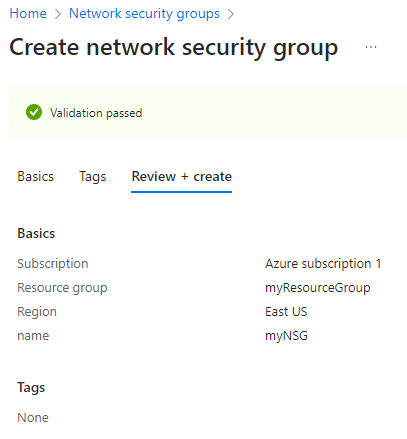 Home > Network security groups >
Create network security group ...
Validation passed
Basics Tags Review + create
Basics
Subscription Azure subscription 1
Resource group myResourceGroup
Region East US
name myNSG
Tags
None